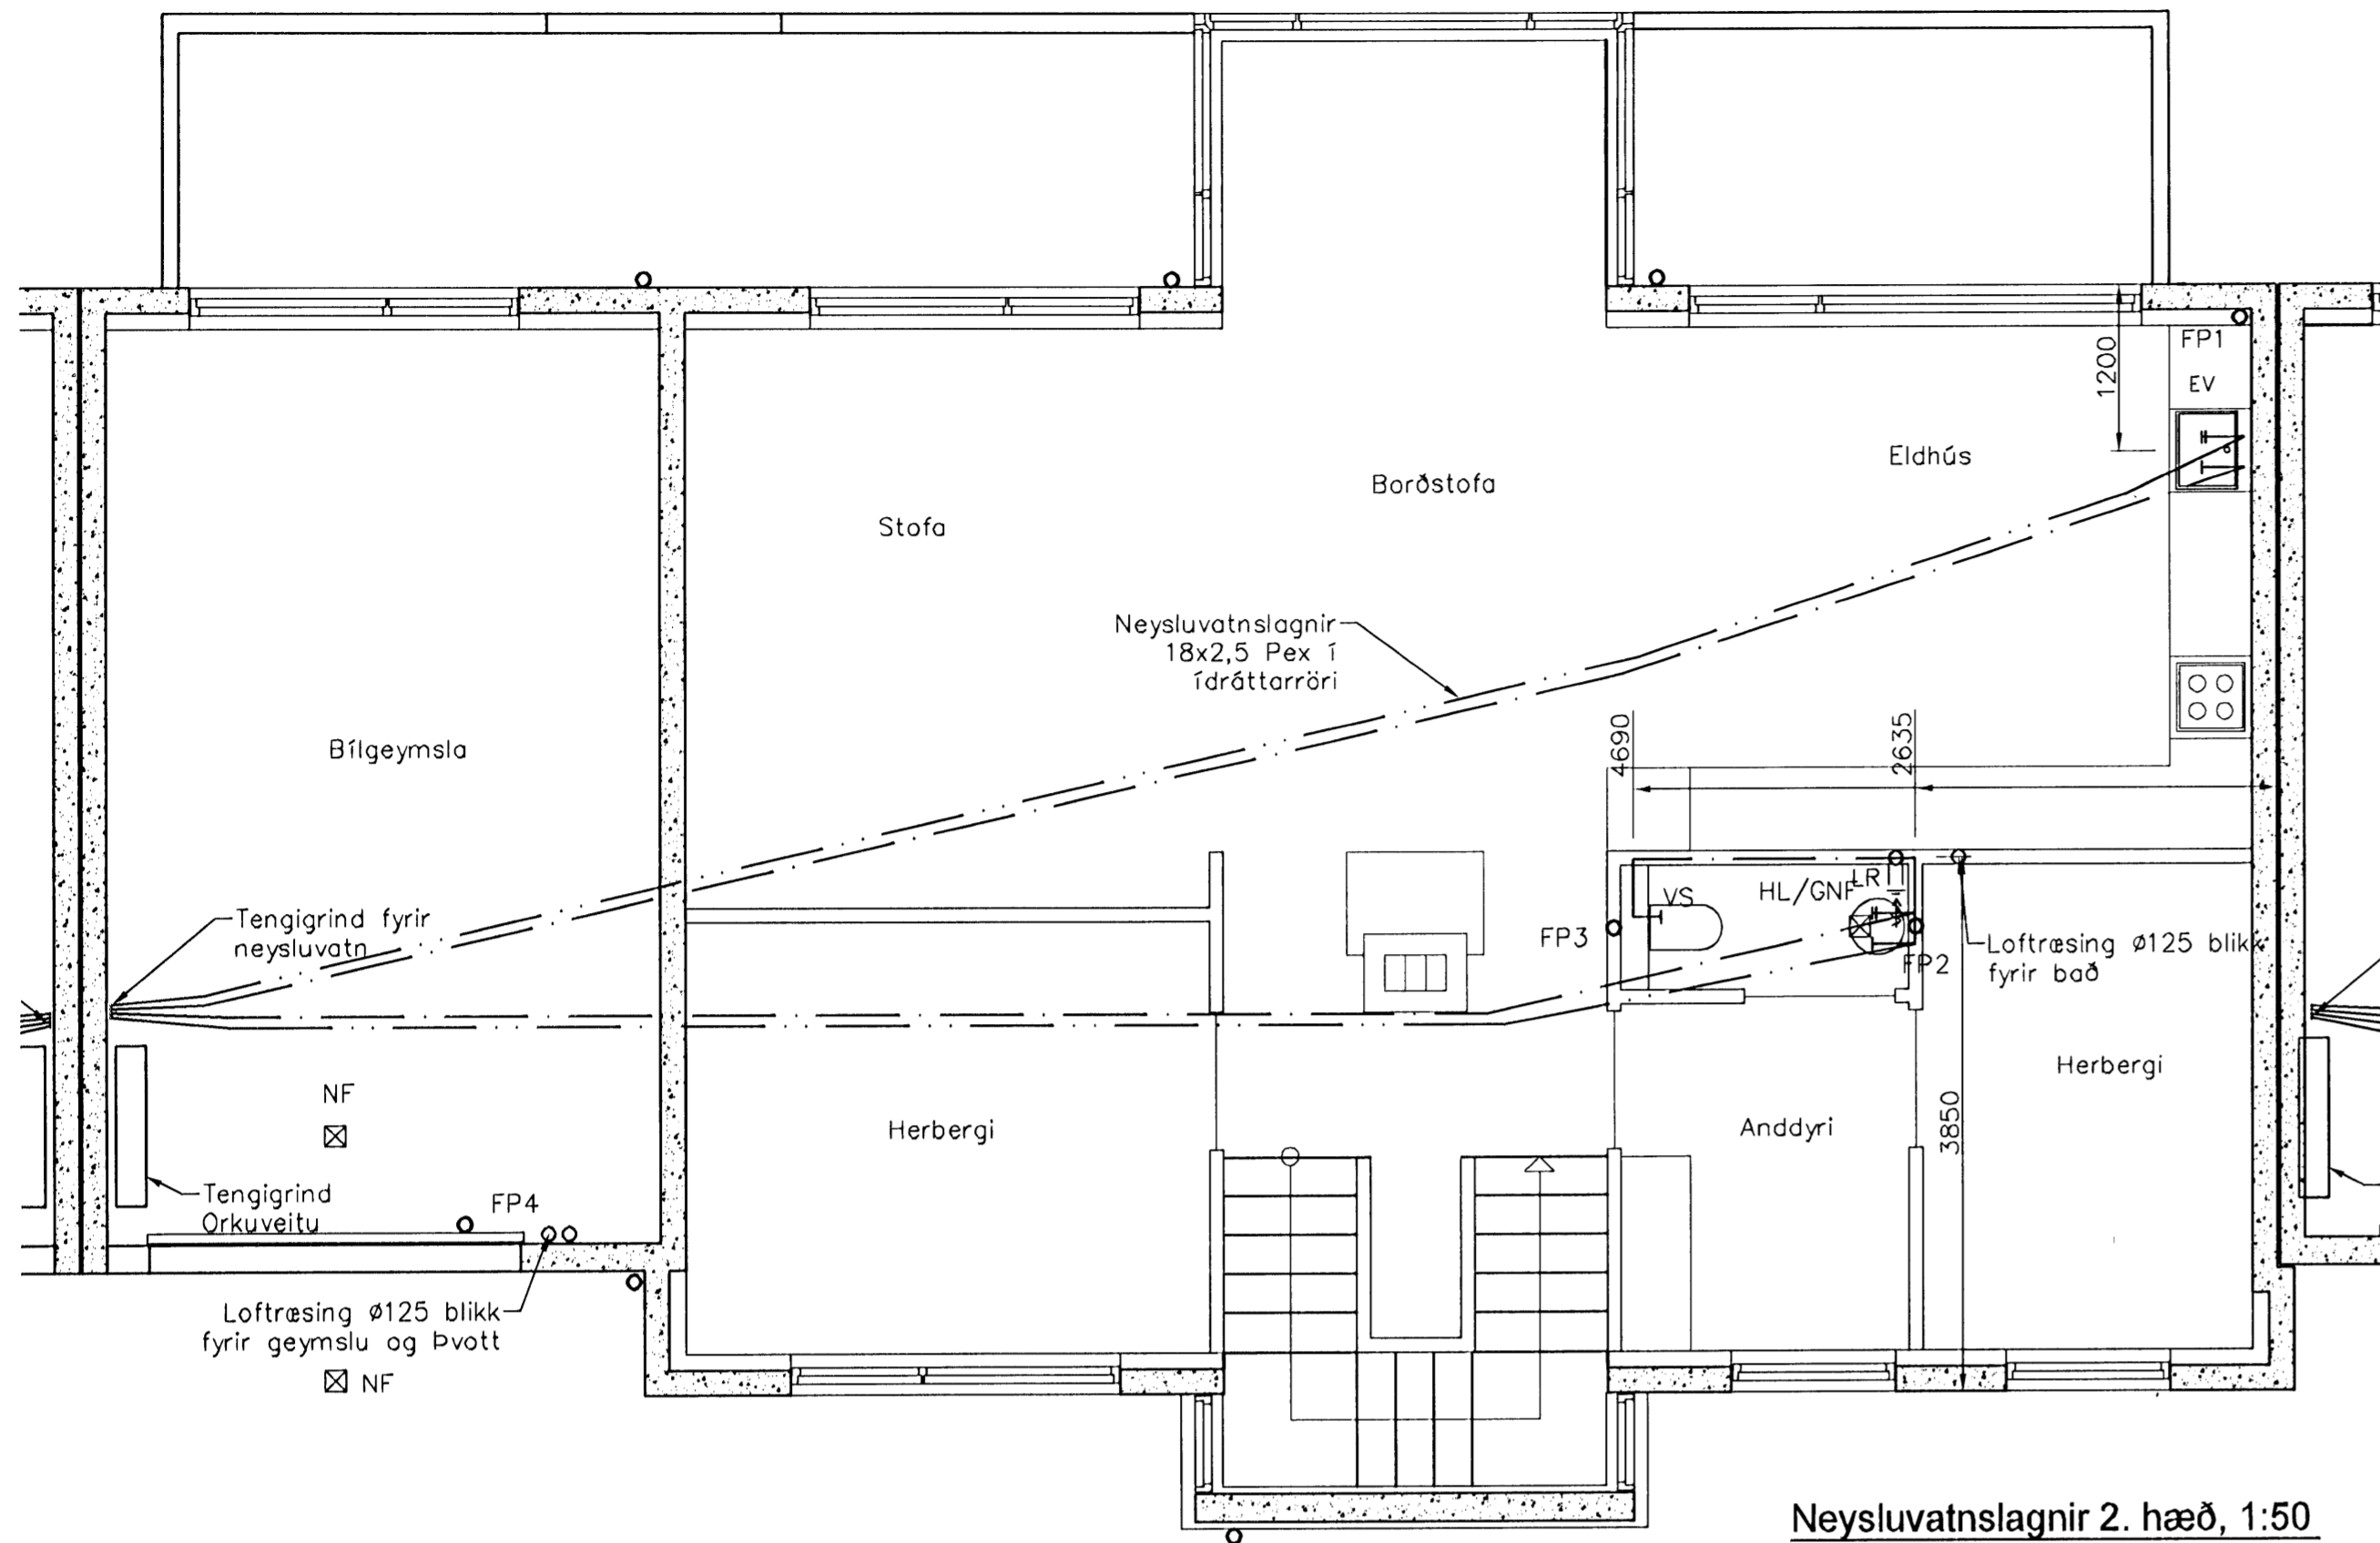 FP1
1200
EV
Eldhús
Borðstofa
Stofa
Neysluvatnslagnir
18x2,5 Pex í
ídráttarröri
4690
2635
Bílgeymsla
Tengigrind fyrir
neysluvatn
VS
HL/GNF
LR
FP3
FP2
Loftræsing ø125 blikk
fyrir bað
Herbergi
NF
Herbergi
Anddyri
3850
Tengigrind
Orkuveitu
FP4
Loftræsing ø125 blikk
fyrir geymslu og Þvott
NF
Neysluvatnslagnir 2. hæð, 1:50